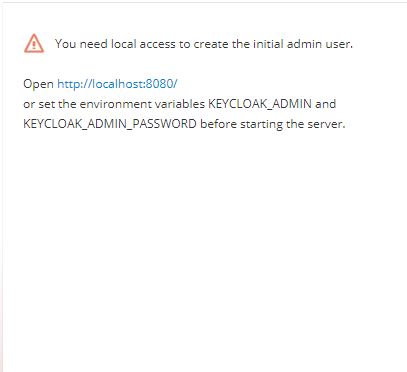 You need local access to create the initial admin user.
Open http://localhost:8080/
or set the environment variables KEYCLOAK_ADMIN and
KEYCLOAK_ADMIN_PASSWORD before starting the server.